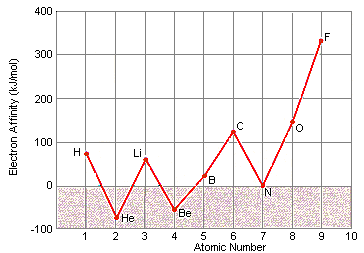 400
300
200
100
0
-100
Electron Affinity (kJ/mol)
H
He
Li
Be
B
C
N
O
F
1 2 3 4 5 6 7 8 9 10
Atomic Number